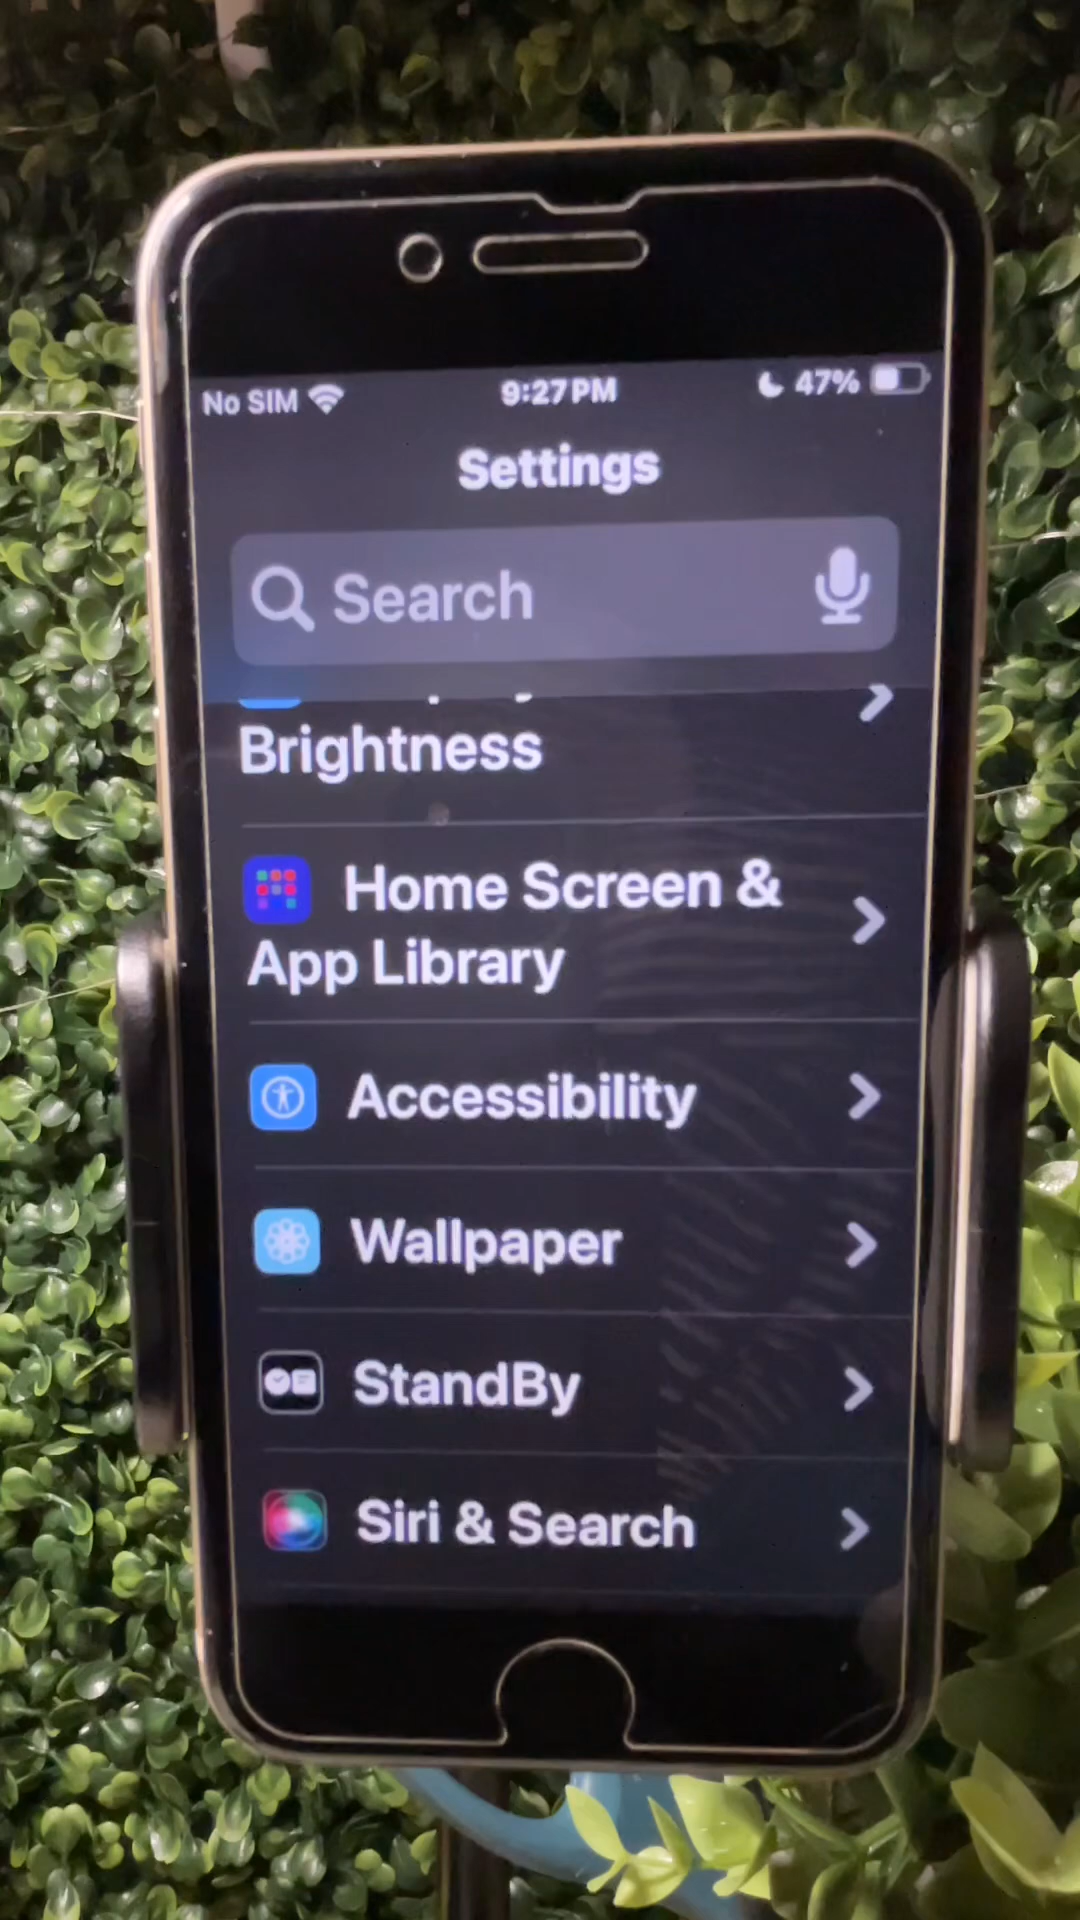 No SIM 9:27 PM 47%
Settings
Search
Brightness
Home Screen &
App Library
Accessibility
Wallpaper
StandBy
Siri & Search